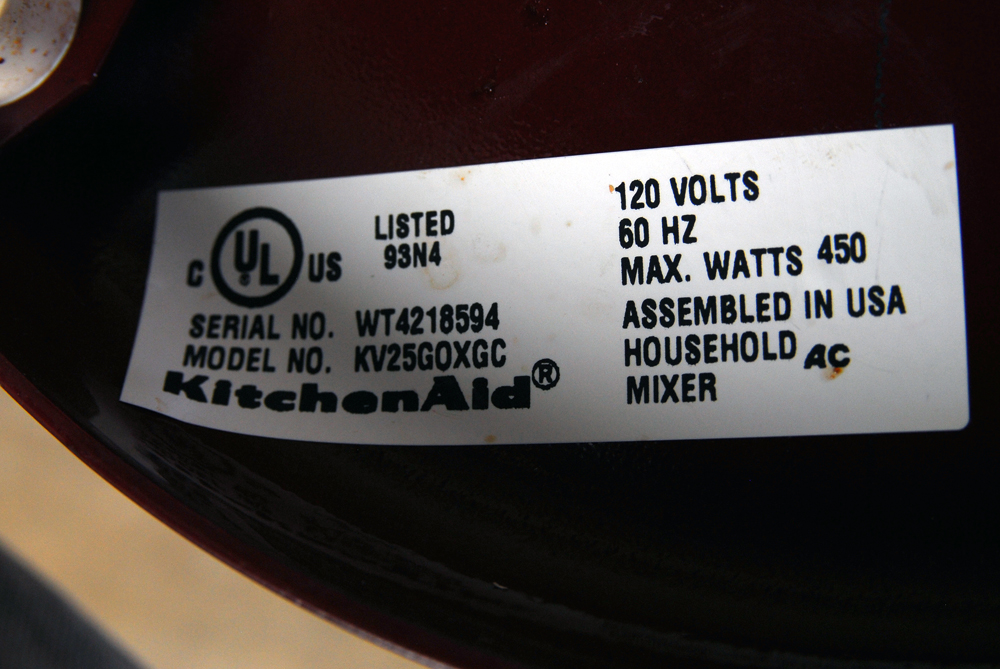 C UL® US
LISTED
93N4
SERIAL NO. WT4218594
MODEL NO. KV25GOXGC
KitchenAid®
120 VOLTS
60 HZ
MAX. WATTS 450
ASSEMBLED IN USA
HOUSEHOLD AC
MIXER